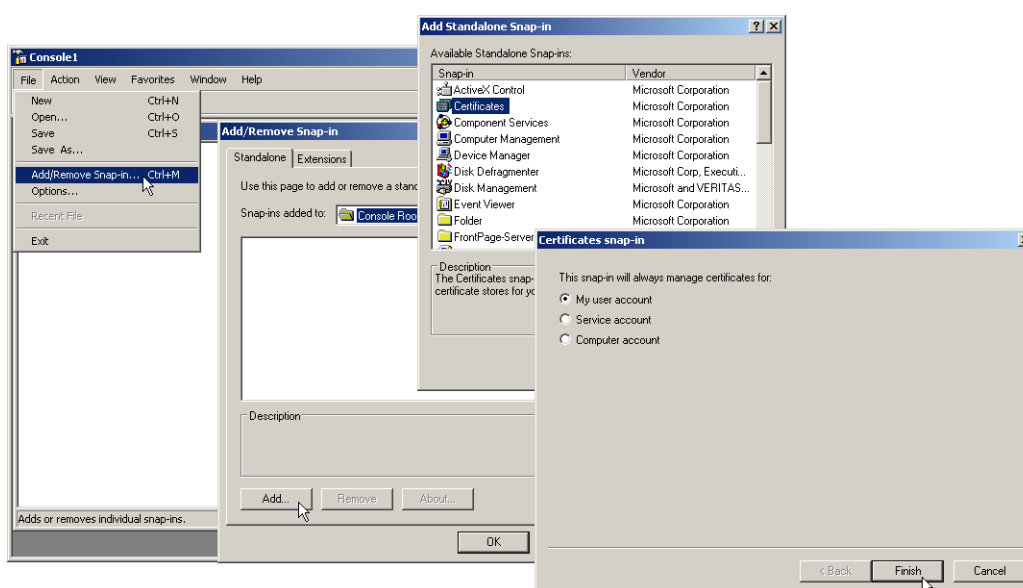 Console1
File Action View Favorites Window Help
New Ctrl+N
Open... Ctrl+O
Save Ctrl+S
Save As...
Add/Remove Snap-in... Ctrl+M
Options...
Recent File
Exit
Adds or removes individual snap-ins.
Add/Remove Snap-in
Standalone Extensions
Use this page to add or remove a stand
Snap-ins added to: Console Roo
Description
Add... Remove About...
OK
Add Standalone Snap-in
Available Standalone Snap-ins:
Snap-in Vendor
ActiveX Control Microsoft Corporation
Certificates Microsoft Corporation
Component Services Microsoft Corporation
Computer Management Microsoft Corporation
Device Manager Microsoft Corporation
Disk Defragmenter Microsoft Corp, Executi...
Disk Management Microsoft and VERITAS...
Event Viewer Microsoft Corporation
Folder Microsoft Corporation
FrontPage-Server
Description
The Certificates snap-
certificate stores for yo
Certificates snap-in
This snap-in will always manage certificates for:
My user account
Service account
Computer account
< Back Finish Cancel